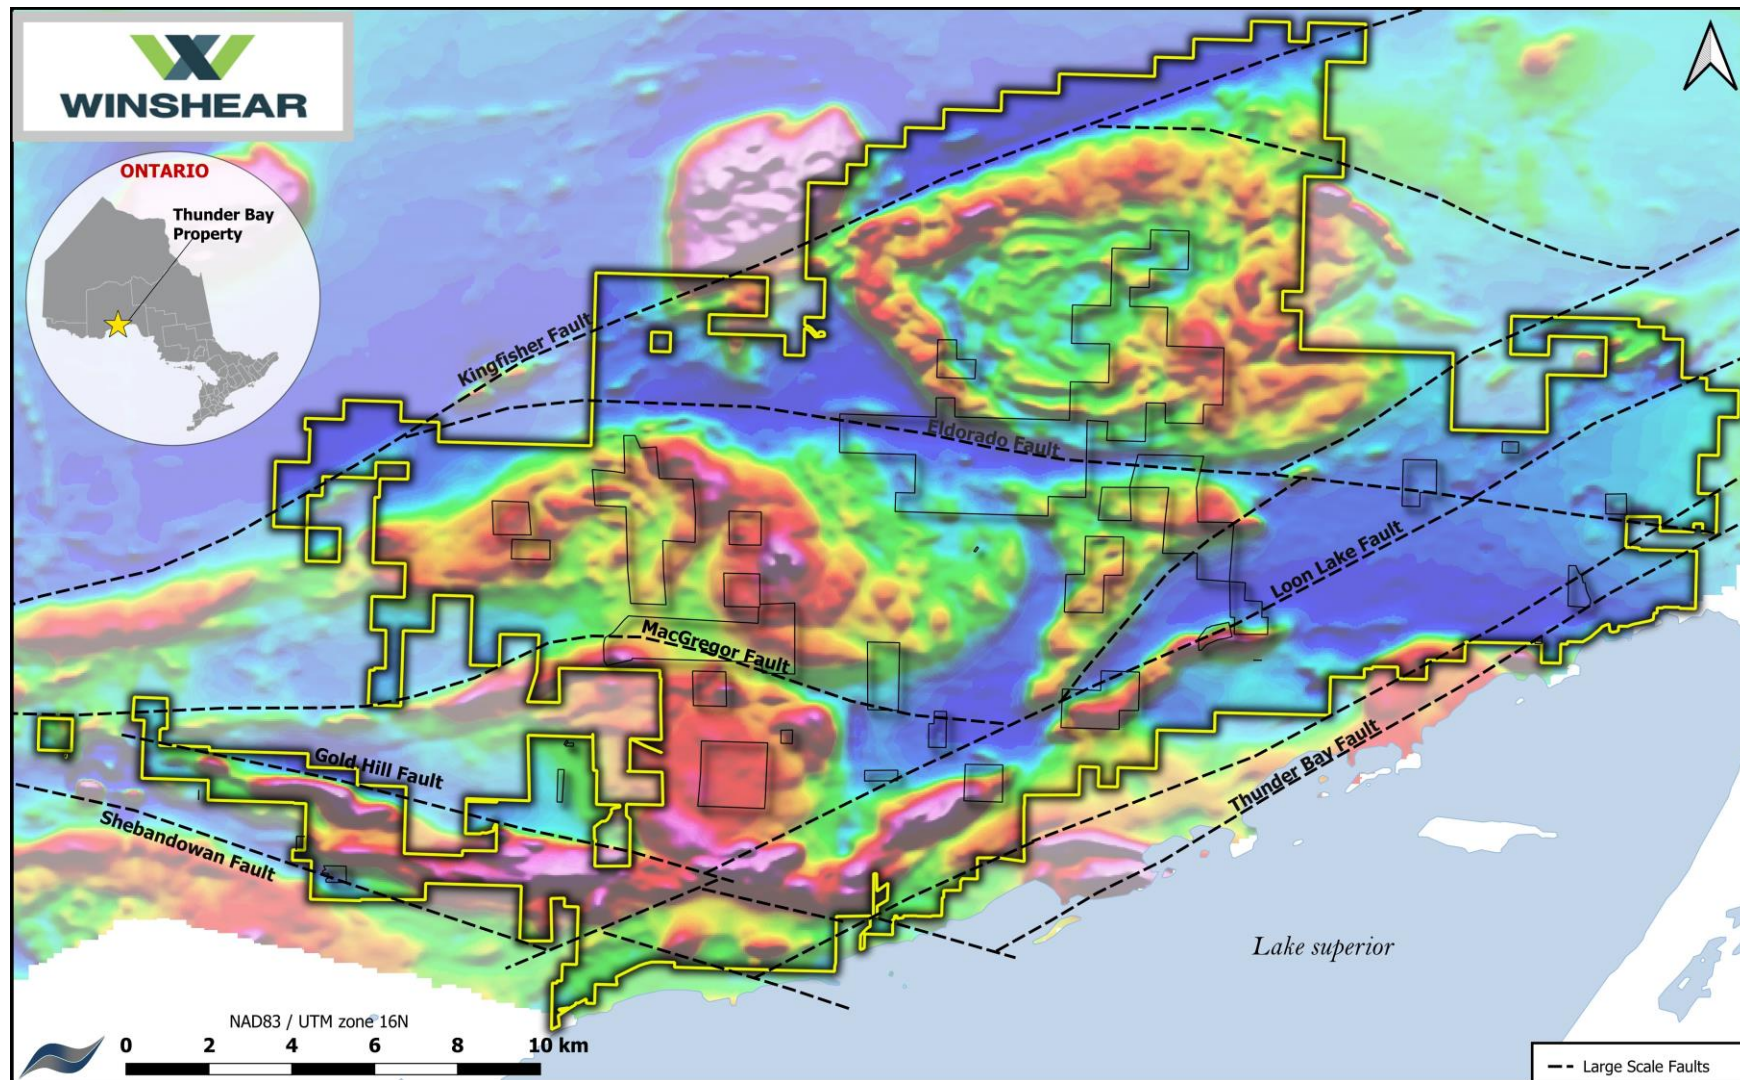 WINSHEAR
ONTARIO
Thunder Bay
Property
Kingfisher Fault
Eldorado Fault
Loon Lake Fault
MacGregor Fault
Gold Hill Fault
Shebandowan Fault
Thunder Bay Fault
Lake superior
NAD83 / UTM zone 16N
0 2 4 6 8 10 km
Large Scale Faults